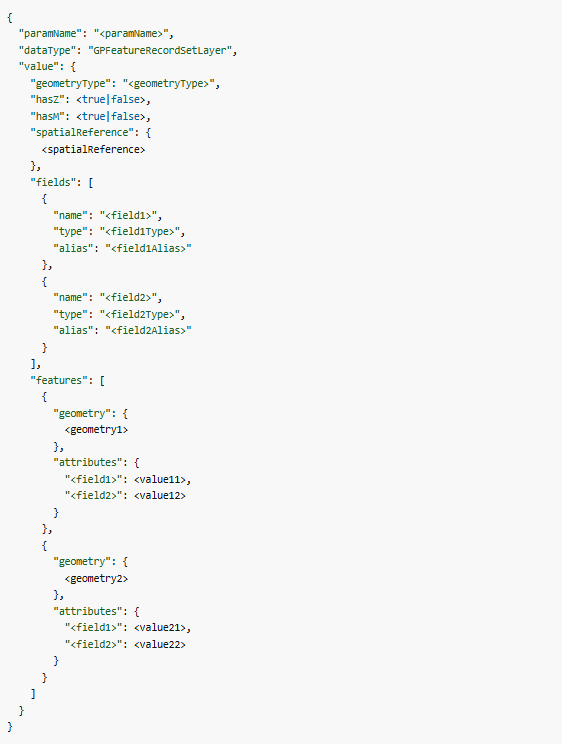 {
  "paramName": "<paramName>",
  "dataType": "GPFeatureRecordSetLayer",
  "value": {
    "geometryType": "<geometryType>",
    "hasZ": <true|false>,
    "hasM": <true|false>,
    "spatialReference": {
      <spatialReference>
    },
    "fields": [
      {
        "name": "<field1>",
        "type": "<field1Type>",
        "alias": "<field1Alias>"
      },
      {
        "name": "<field2>",
        "type": "<field2Type>",
        "alias": "<field2Alias>"
      }
    ],
    "features": [
      {
        "geometry": {
          <geometry1>
        },
        "attributes": {
          "<field1>": <value11>,
          "<field2>": <value12>
        }
      },
      {
        "geometry": {
          <geometry2>
        },
        "attributes": {
          "<field1>": <value21>,
          "<field2>": <value22>
        }
      }
    ]
  }
}